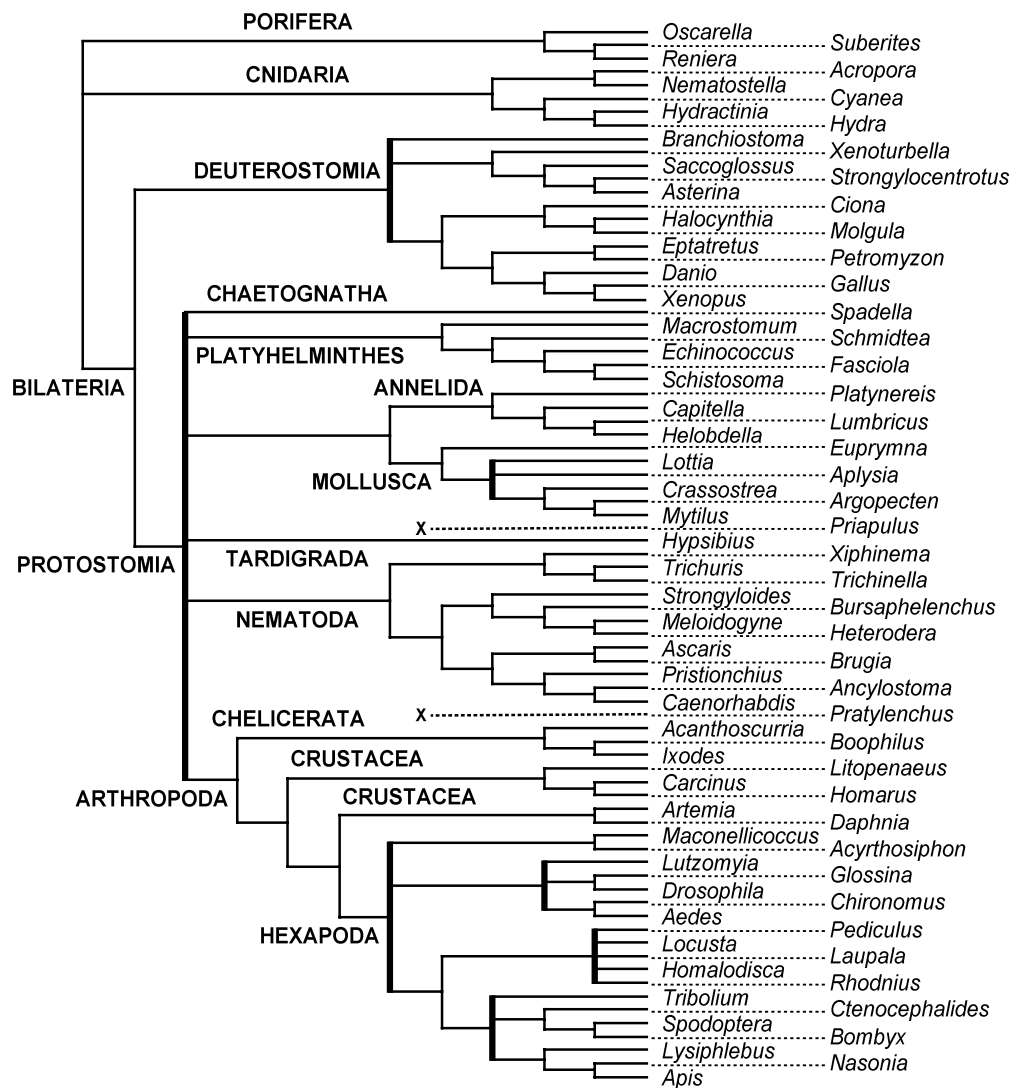 PORIFERA
Oscarella
Suberites
Reniera
CNIDARIA
Acropora
Nematostella
Cyanea
Hydractinia
Hydra
Branchiostoma
Xenoturbella
DEUTEROSTOMIA
Saccoglossus
Strongylocentrotus
Asterina
Ciona
Halocynthia
Molgula
Eptatretus
Petromyzon
Danio
Gallus
CHAETOGNATHA
Xenopus
Spadella
Macrostomum
Schmidtea
PLATYHELMINTHES
Echinococcus
Fasciola
BILATERIA
ANNELIDA
Schistosoma
Platynereis
Capitella
Lumbricus
Helobdella
Euprymna
Lottia
MOLLUSCA
Aplysia
Crassostrea
Argopecten
Mytilus
X
Priapulus
Hypsibius
PROTOSTOMIA
TARDIGRADA
Xiphinema
Trichuris
Trichinella
Strongyloides
Bursaphelenchus
NEMATODA
Meloidogyne
Heterodera
Ascaris
Brugia
Pristionchius
Ancylostoma
Caenorhabdis
X
Pratylenchus
CHELICERATA
Acanthoscurria
Boophilus
CRUSTACEA
Ixodes
Litopenaeus
Carcinus
Homarus
ARTHROPODA
CRUSTACEA
Artemia
Daphnia
Maconellicoccus
Acyrthosiphon
Lutzomyia
Glossina
Drosophila
Chironomus
Aedes
HEXAPODA
Pediculus
Locusta
Laupala
Homalodisca
Rhodnius
Tribolium
Ctenocephalides
Spodoptera
Bombyx
Lysiphlebus
Nasonia
Apis